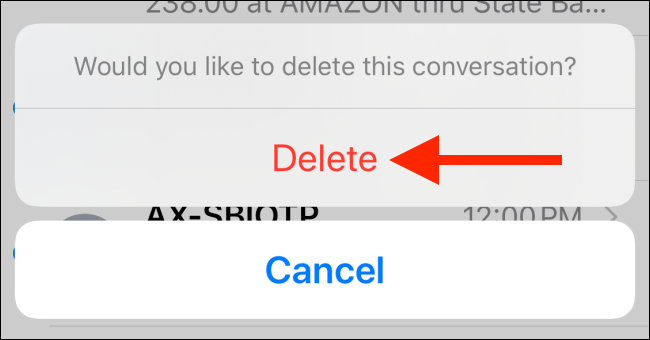 238.00 at AMAZON thru State Ba...
Would you like to delete this conversation?
Delete
AX-SBIOTP
12:00 PM
Cancel